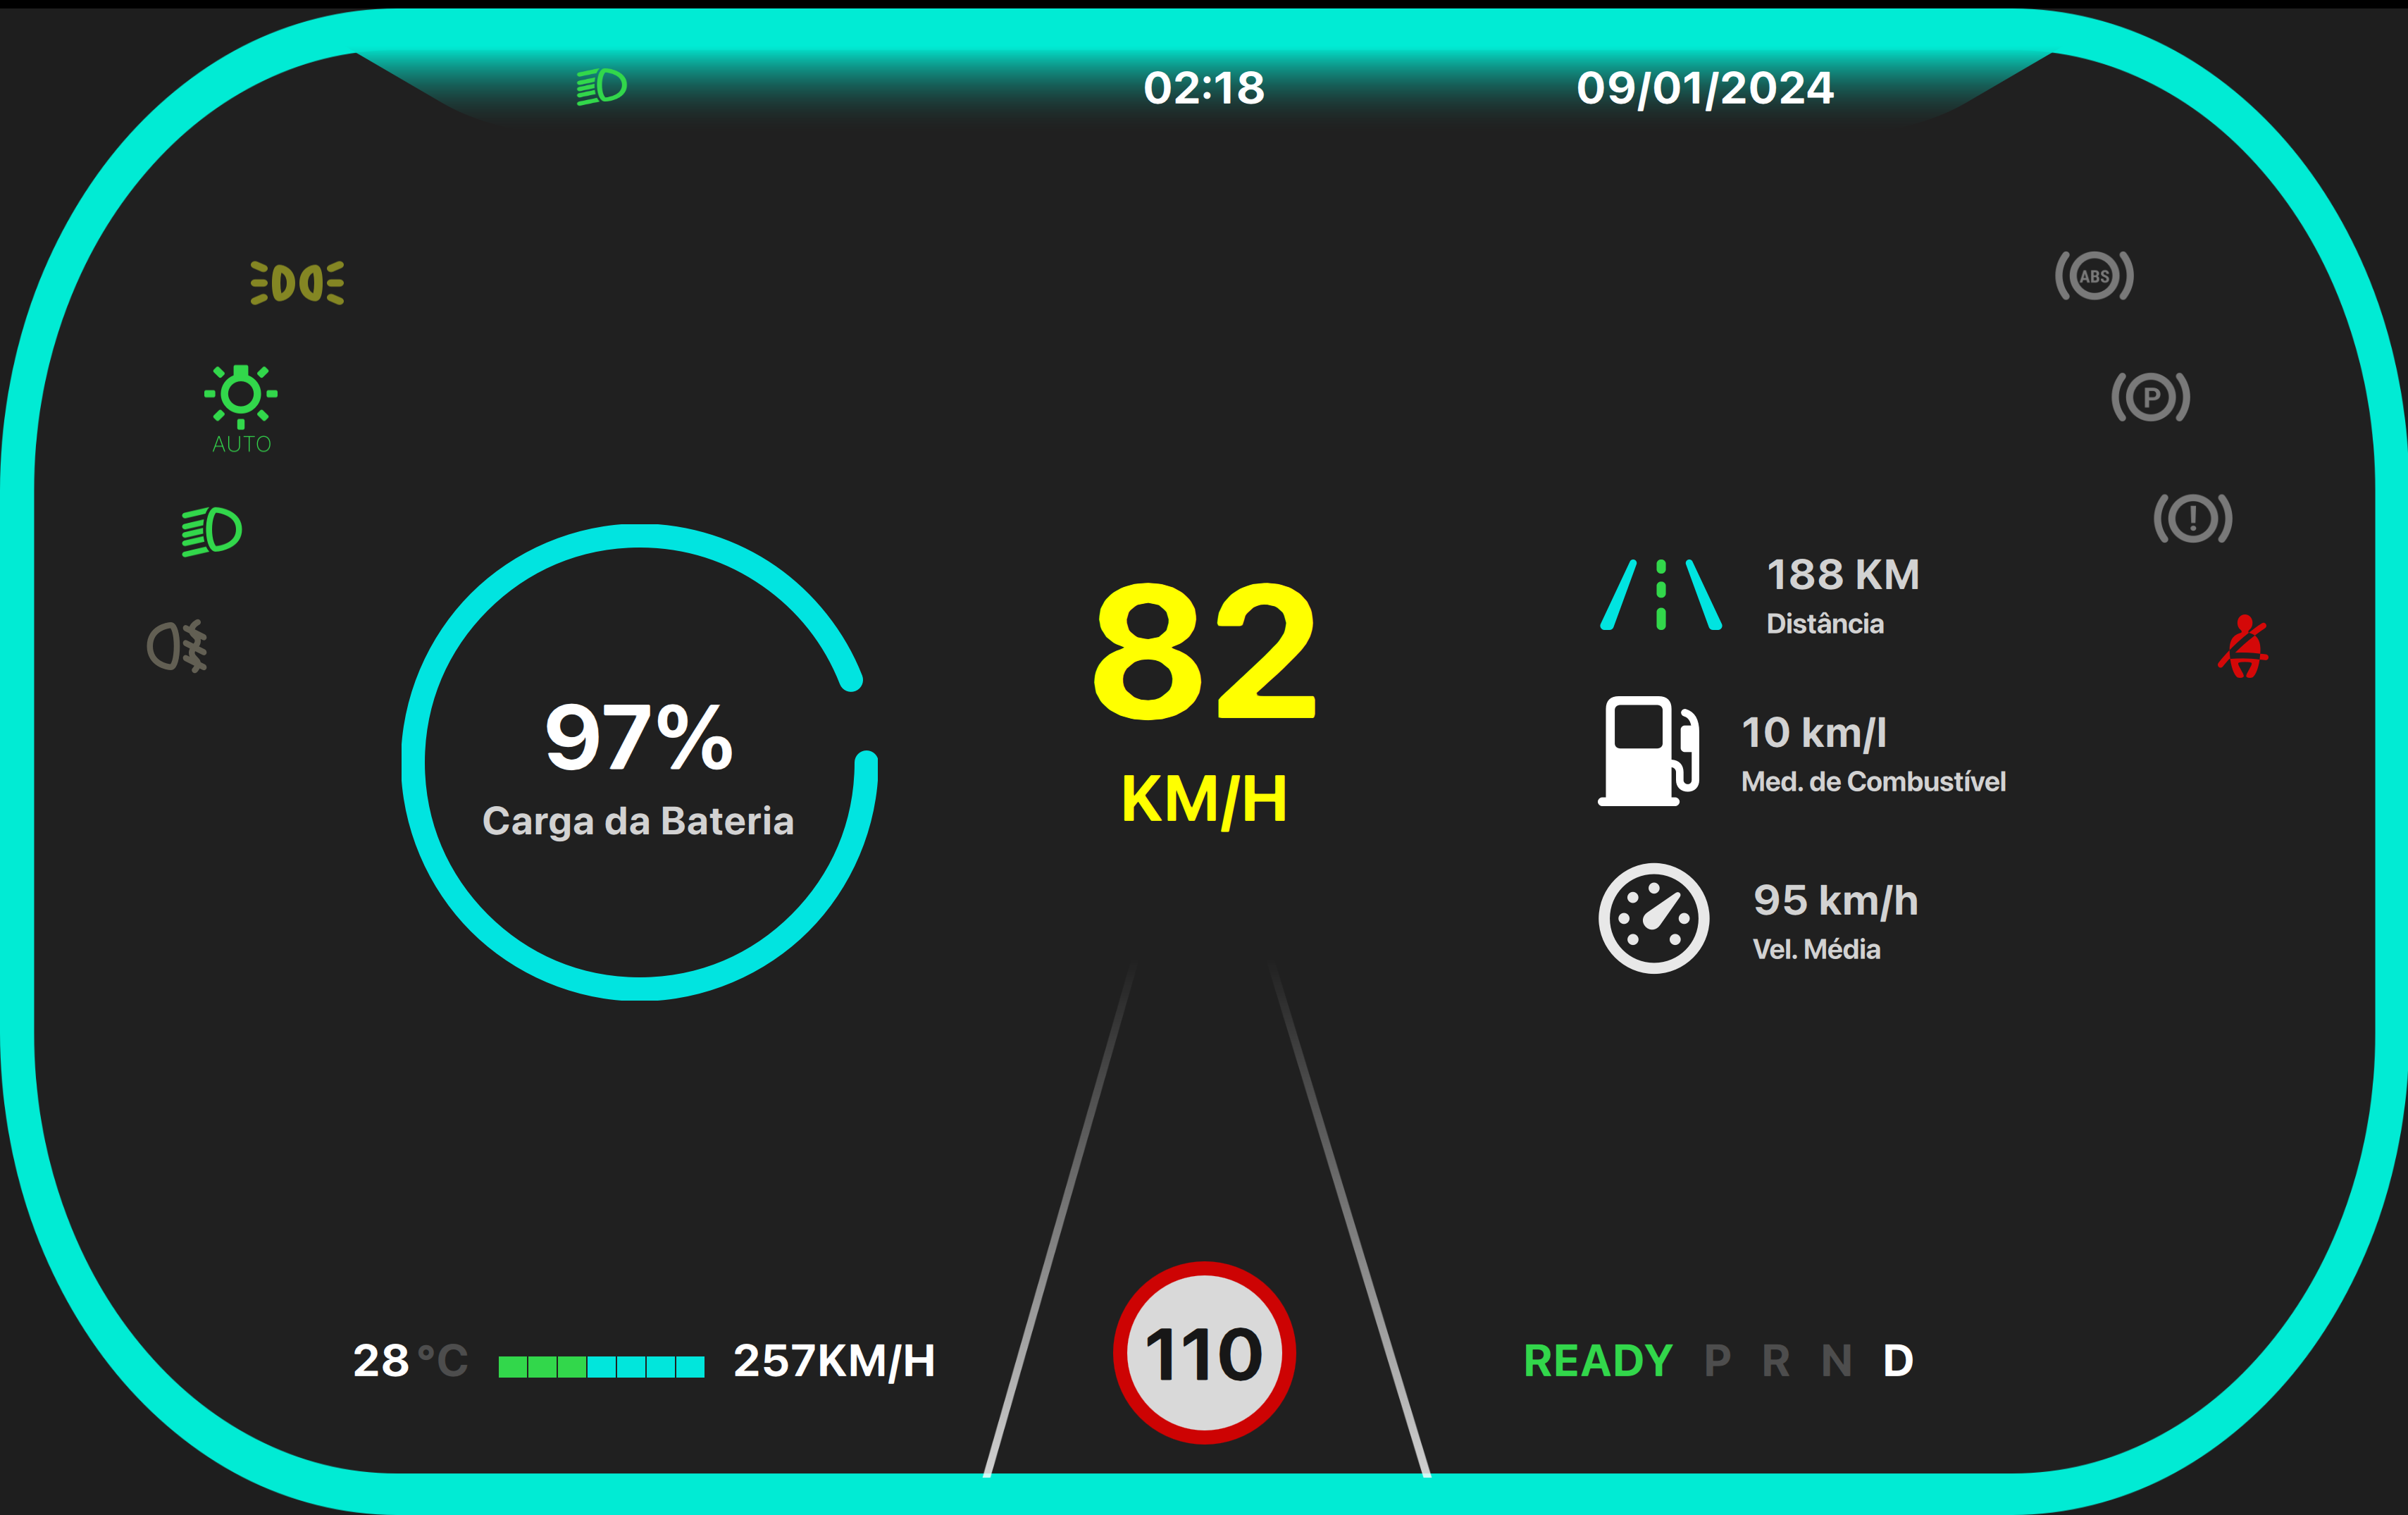 02:18
09/01/2024
ABS
AUTO
P
!
188 KM
Distância
82
KM/H
97%
Carga da Bateria
10 km/l
Med. de Combustível
95 km/h
Vel. Média
28 °C
257KM/H
110
READY P R N D